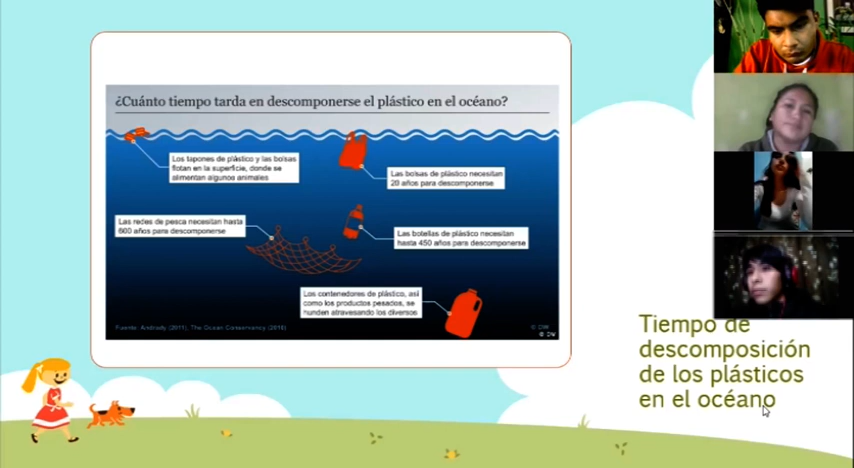 ¿Cuánto tiempo tarda en descomponerse el plástico en el océano?
Los tapones de plástico y las bolsas
flotan en la superficie, donde se
alimentan algunos animales
Las bolsas de plástico necesitan
20 años para descomponerse
Las redes de pesca necesitan hasta
600 años para descomponerse
Las botellas de plástico necesitan
hasta 450 años para descomponerse
Los contenedores de plástico, así
como los productos pesados, se
hunden atravesando los diversos
Fuente: Andrady (2011), The Ocean Conservancy (2016)
© DW
© DW
Tiempo de
descomposición
de los plásticos
en el océano